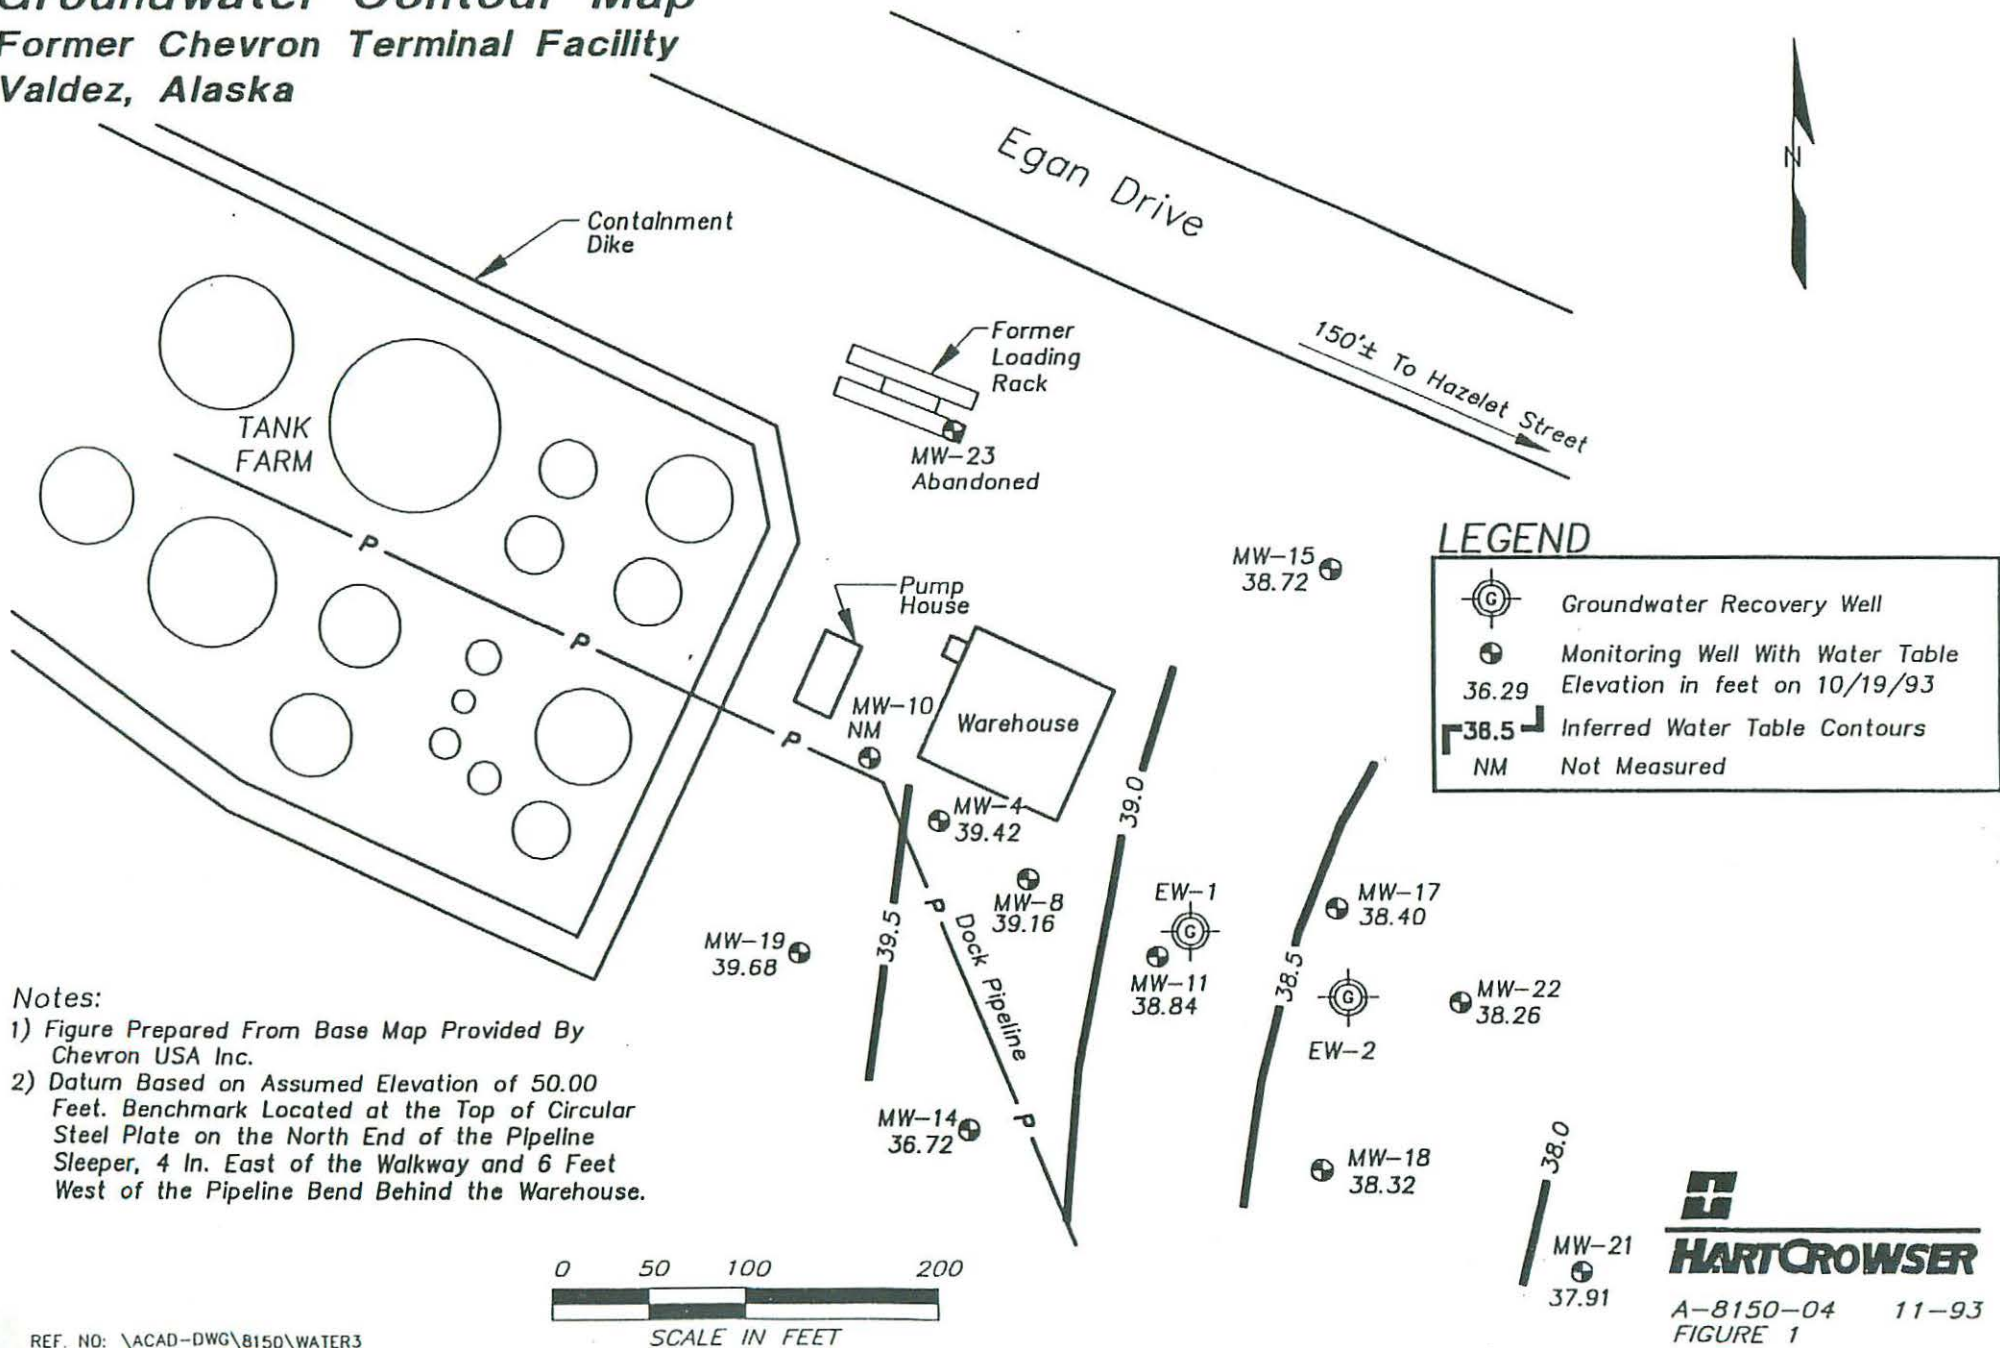 Groundwater Contour Map
Former Chevron Terminal Facility
Valdez, Alaska
Egan Drive
N
Containment
Dike
Former
Loading
Rack
150'± To Hazelet Street
TANK
FARM
MW-23
Abandoned
P
P
P
P
P
Pump
House
MW-15
38.72
LEGEND
G
Groundwater Recovery Well
Monitoring Well With Water Table
36.29
Elevation in feet on 10/19/93
38.5
Inferred Water Table Contours
NM
Not Measured
MW-10
NM
Warehouse
MW-4
39.42
39.0
MW-8
39.16
39.5
Dock Pipeline
EW-1
G
MW-11
38.84
MW-17
38.40
38.5
MW-19
39.68
MW-22
38.26
G
EW-2
MW-14
36.72
MW-18
38.32
38.0
MW-21
37.91
Notes:
1) Figure Prepared From Base Map Provided By
Chevron USA Inc.
2) Datum Based on Assumed Elevation of 50.00
Feet. Benchmark Located at the Top of Circular
Steel Plate on the North End of the Pipeline
Sleeper, 4 In. East of the Walkway and 6 Feet
West of the Pipeline Bend Behind the Warehouse.
0 50 100 200
SCALE IN FEET
HARTCROWSER
A-8150-04 11-93
FIGURE 1
REF. NO: \ACAD-DWG\8150\WATER3